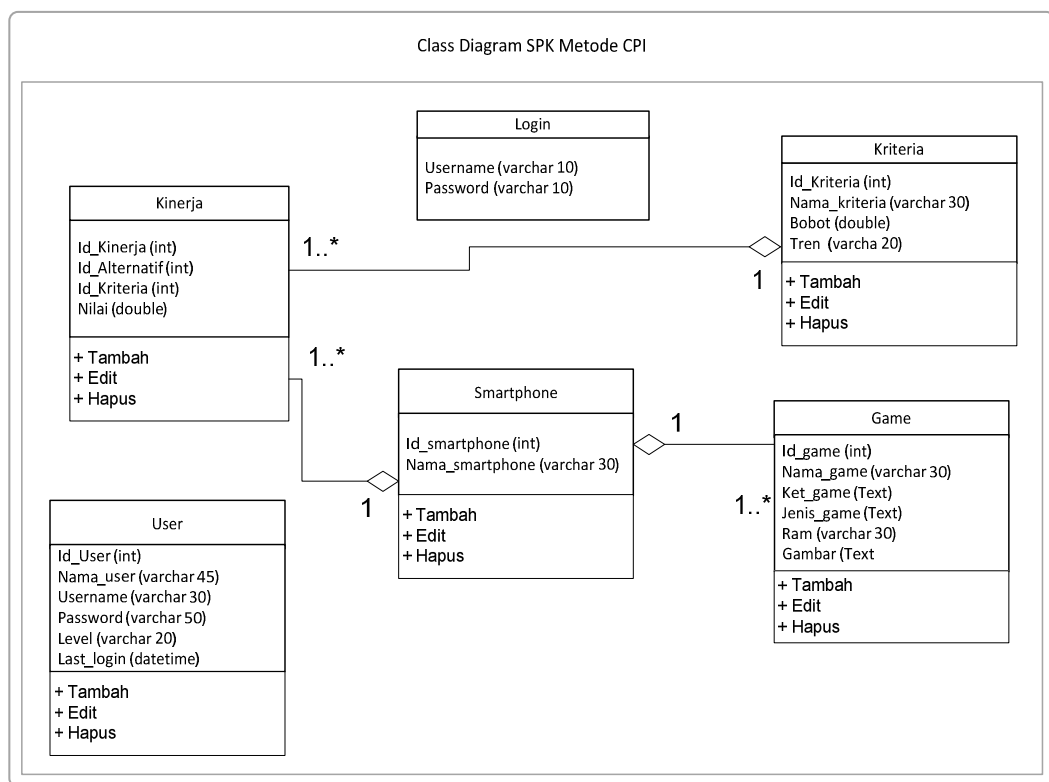 Class Diagram SPK Metode CPI
Login
Username (varchar 10)
Password (varchar 10)
Kriteria
Id_Kriteria (int)
Nama_kriteria (varchar 30)
Bobot (double)
Tren (varcha 20)
+ Tambah
+ Edit
+ Hapus
Kinerja
Id_Kinerja (int)
Id_Alternatif (int)
Id_Kriteria (int)
Nilai (double)
+ Tambah
+ Edit
+ Hapus
1..*
1
1..*
1
Smartphone
Id_smartphone (int)
Nama_smartphone (varchar 30)
+ Tambah
+ Edit
+ Hapus
1
1..*
Game
Id_game (int)
Nama_game (varchar 30)
Ket_game (Text)
Jenis_game (Text)
Ram (varchar 30)
Gambar (Text
+ Tambah
+ Edit
+ Hapus
User
Id_User (int)
Nama_user (varchar 45)
Username (varchar 30)
Password (varchar 50)
Level (varchar 20)
Last_login (datetime)
+ Tambah
+ Edit
+ Hapus